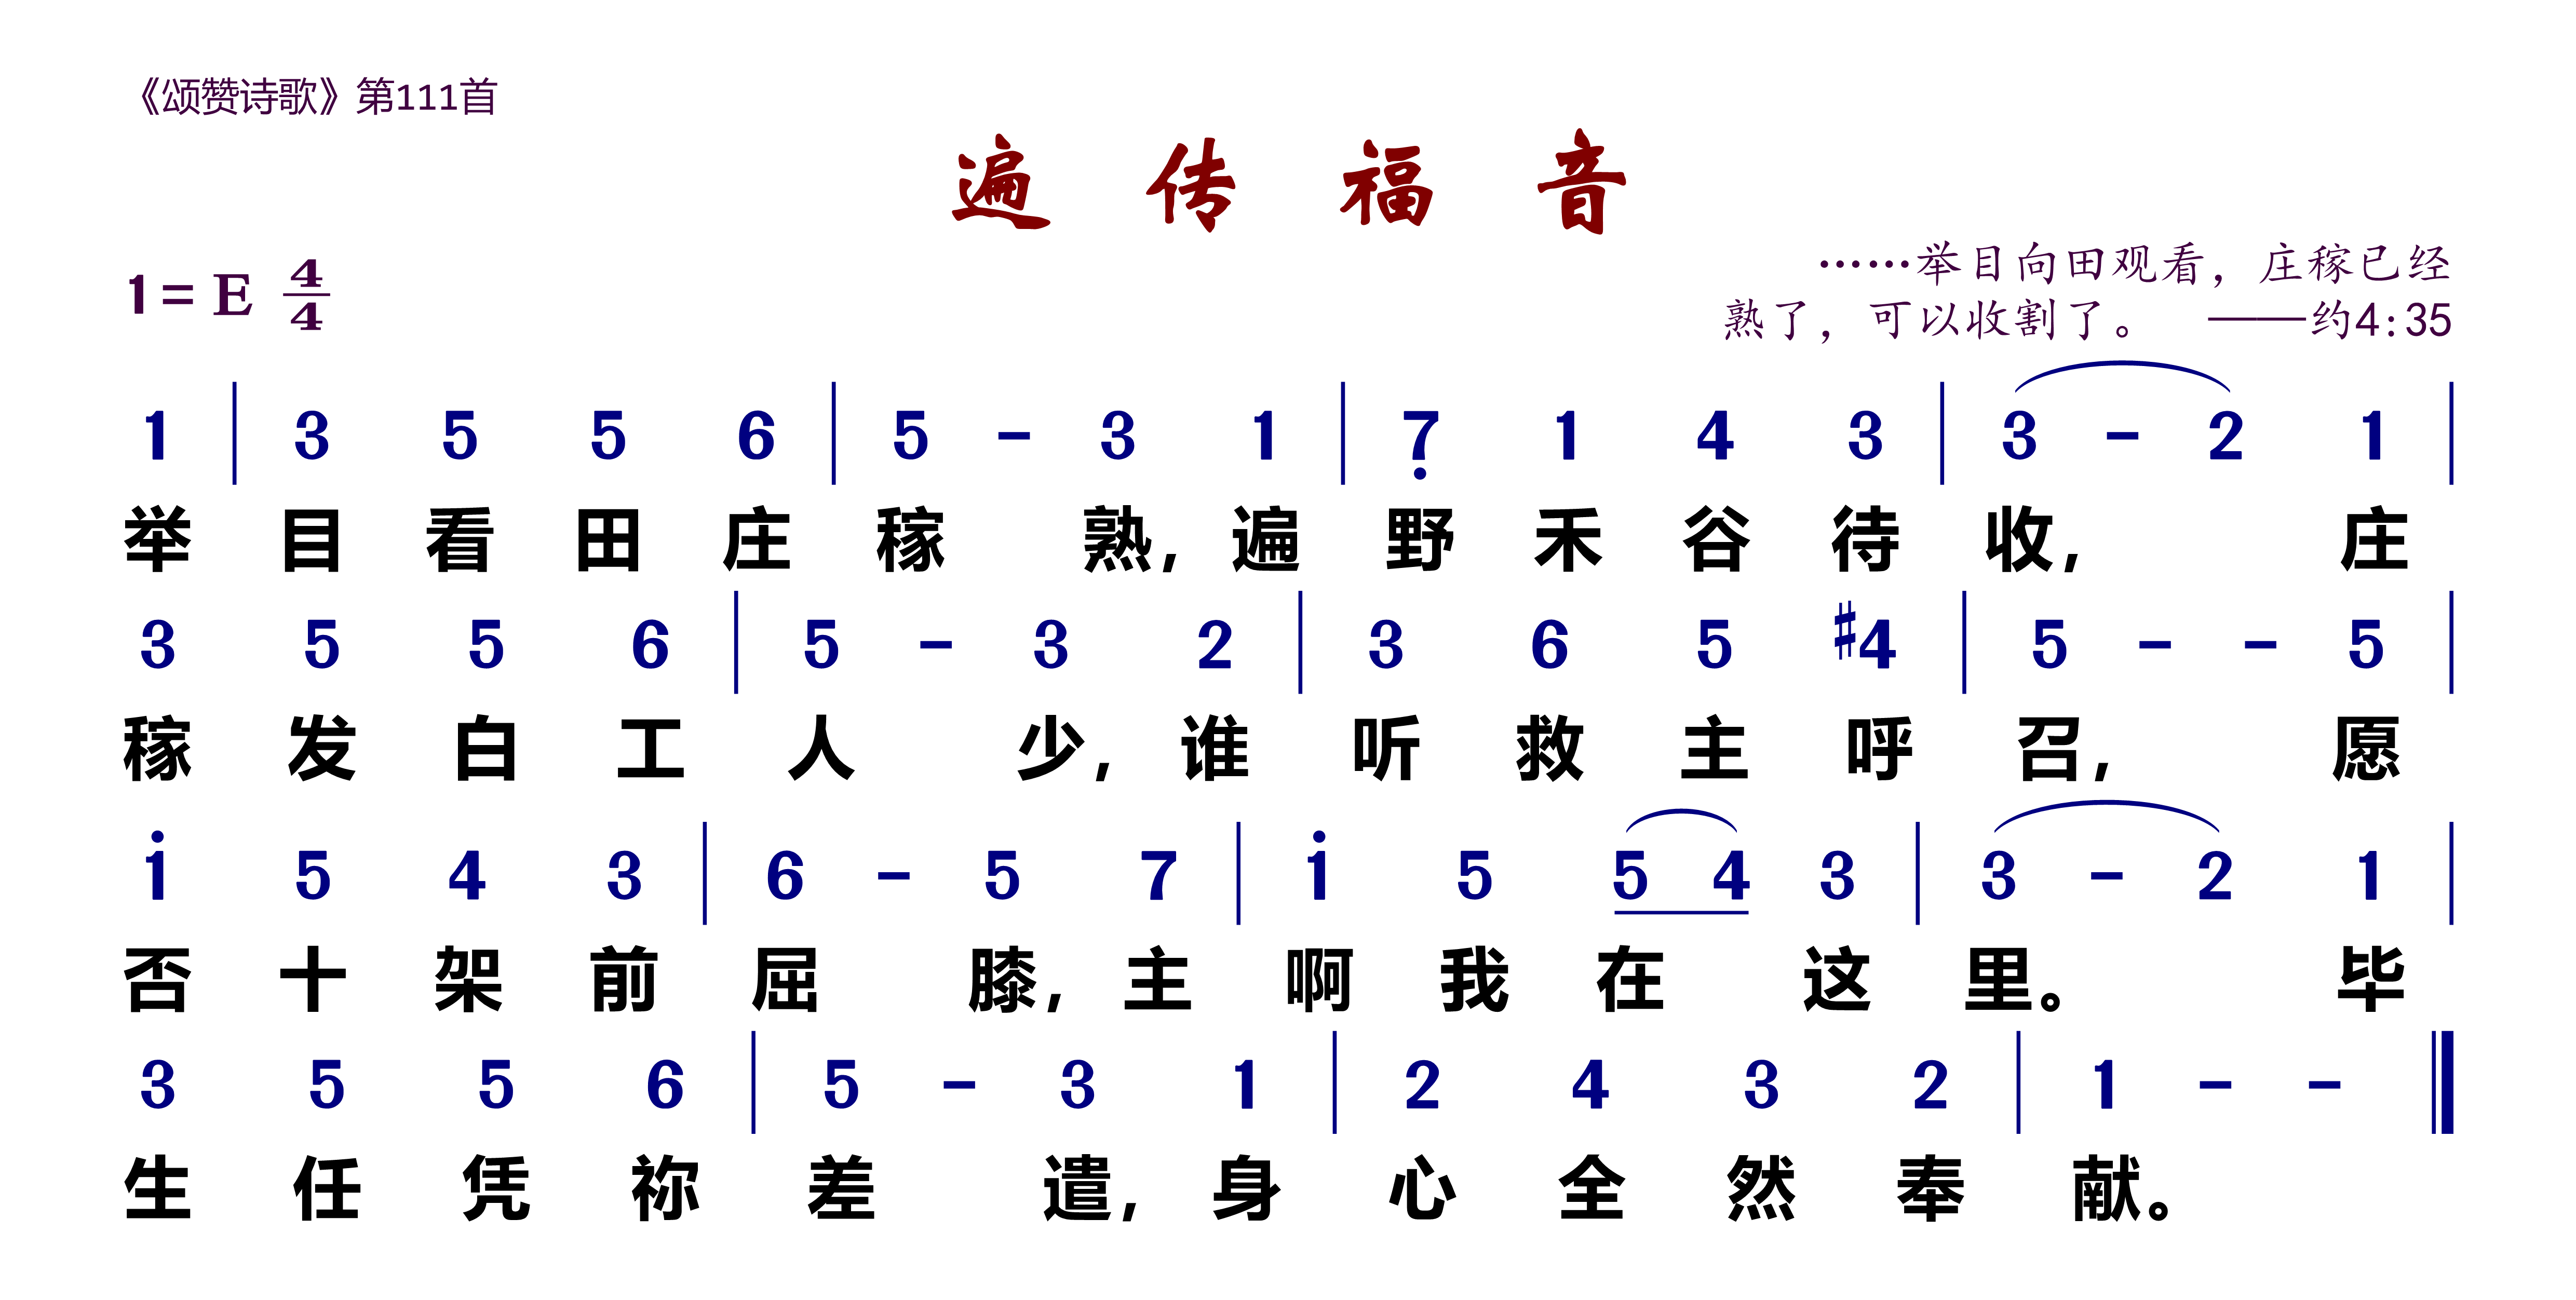 《颂赞诗歌》第111首
遍传福音
1=E 4/4
……举目向田观看，庄稼已经
熟了，可以收割了。 ——约4:35
1 | 3 5 5 6 | 5 - 3 1 | 7̣ 1 4 3 | 3 - 2 1 |
举目看田庄稼熟，遍野禾谷待收，庄
3 5 5 6 | 5 - 3 2 | 3 6 5 #4 | 5 - - 5 |
稼发白工人少，谁听救主呼召，愿
1̇ 5 4 3 | 6 - 5 7 | 1̇ 5 5 4 3 | 3 - 2 1 |
否十架前屈膝，主啊我在这里。毕
3 5 5 6 | 5 - 3 1 | 2 4 3 2 | 1 - - ‖
生任凭祢差遣，身心全然奉献。